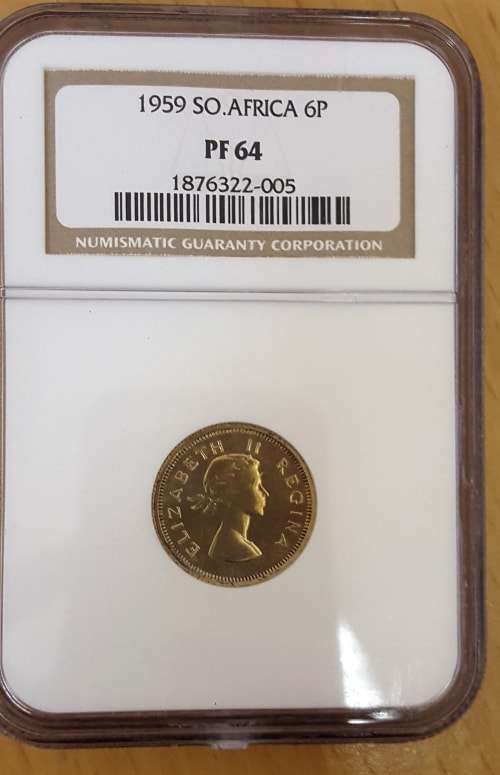 1959 SO.AFRICA 6P
PF 64
1876322-005
NUMISMATIC GUARANTY CORPORATION
ELIZABETH II REGINA